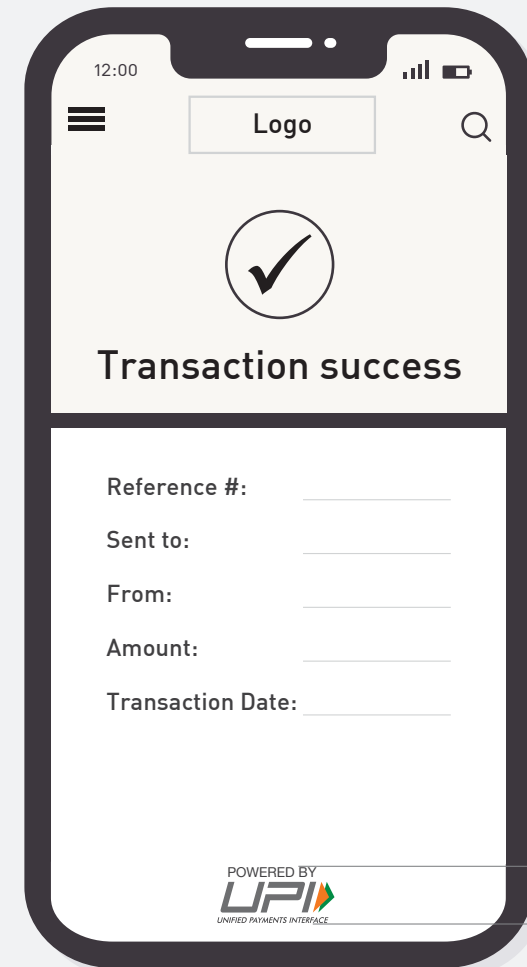 12:00
Logo
Transaction success
Reference #:
Sent to:
From:
Amount:
Transaction Date:
POWERED BY
UPI
UNIFIED PAYMENTS INTERFACE